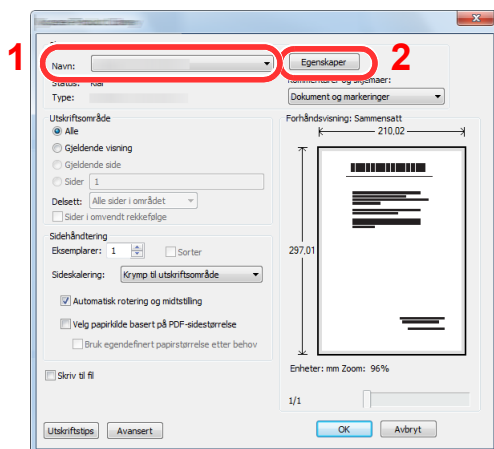 1
2
Navn:
Egenskaper
Status: Klar
Kommentarer og skjemaer:
Type:
Dokument og markeringer
Utskriftsområde
Alle
Gjeldende visning
Gjeldende side
Sider 1
Delsett: Alle sider i området
Sider i omvendt rekkefølge
Sidehåndtering
Eksemplarer: 1
Sorter
Sideskalering: Krymp til utskriftsområde
Automatisk rotering og midtstilling
Velg papirkilde basert på PDF-sidestørrelse
Bruk egendefinert papirstørrelse etter behov
Skriv til fil
Forhåndsvisning: Sammensatt
210,02
297,01
Enheter: mm Zoom: 96%
1/1
Utskriftstips
Avansert
OK
Avbryt